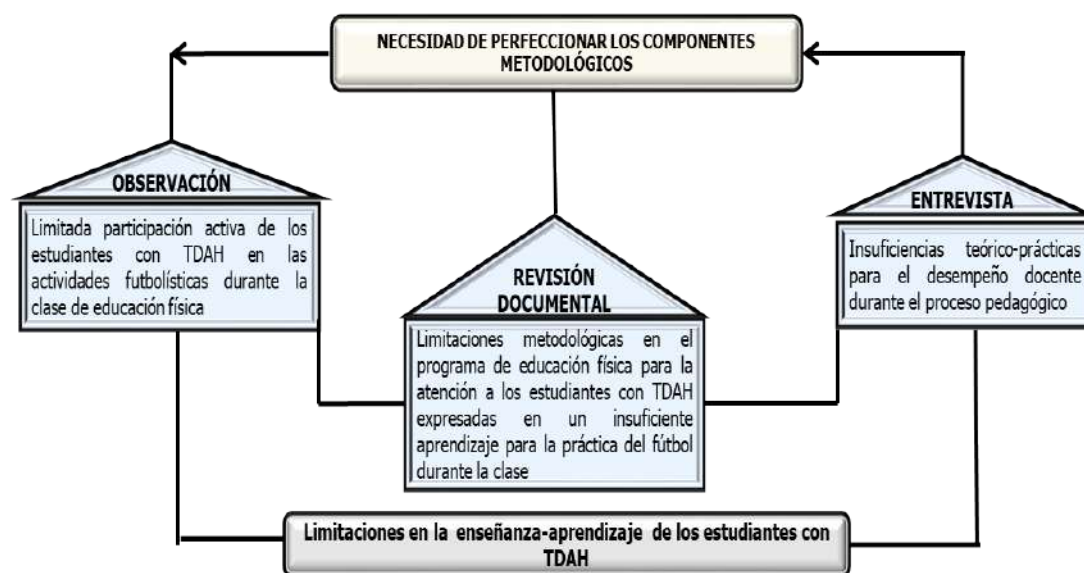 NECESIDAD DE PERFECCIONAR LOS COMPONENTES
METODOLÓGICOS
OBSERVACIÓN
Limitada participación activa de los
estudiantes con TDAH en las
actividades futbolísticas durante la
clase de educación física
REVISIÓN
DOCUMENTAL
Limitaciones metodológicas en el
programa de educación física para la
atención a los estudiantes con TDAH
expresadas en un insuficiente
aprendizaje para la práctica del fútbol
durante la clase
ENTREVISTA
Insuficiencias teórico-prácticas
para el desempeño docente
durante el proceso pedagógico
Limitaciones en la enseñanza-aprendizaje de los estudiantes con
TDAH